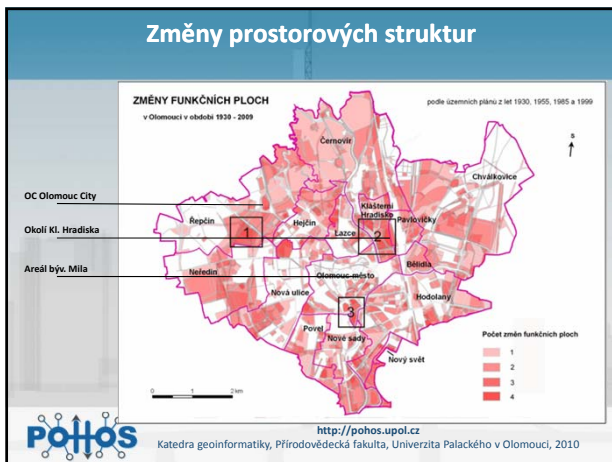 Změny prostorových struktur
ZMĚNY FUNKČNÍCH PLOCH
v Olomouci v období 1930 - 2009
podle územních plánů z let 1930, 1955, 1985 a 1999
S
Černovír
Chválkovice
OC Olomouc City
Řepčín
Hejčín
Klášterní
Hradisko
Pavlovičky
Lazce
Okolí Kl. Hradiska
1
2
Areál býv. Mila
Neředín
Olomouc-město
Bělidla
Nová ulice
Hodolany
3
Povel
Nové sady
Nový svět
Počet změn funkčních ploch
1
2
3
4
0 1 2 km
POHOS
http://pohos.upol.cz
Katedra geoinformatiky, Přírodovědecká fakulta, Univerzita Palackého v Olomouci, 2010